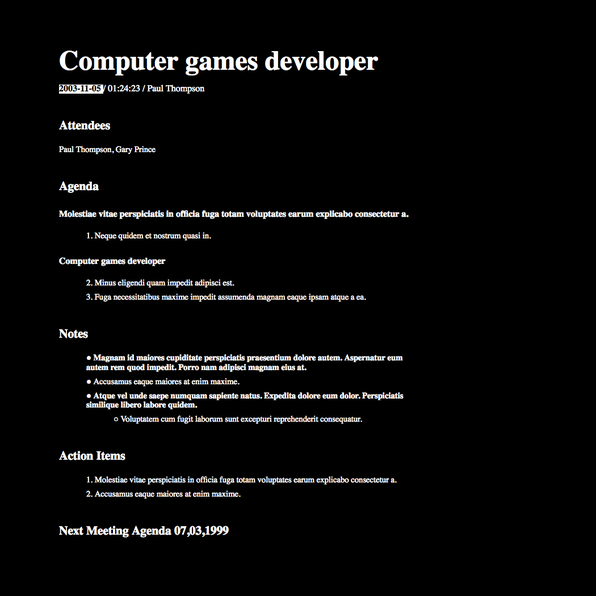 Computer games developer
2003-11-05 / 01:24:23 / Paul Thompson
Attendees
Paul Thompson, Gary Prince
Agenda
Molestiae vitae perspiciatis in officia fuga totam voluptates earum explicabo consectetur a.
1. Neque quidem et nostrum quasi in.
Computer games developer
2. Minus eligendi quam impedit adipisci est.
3. Fuga necessitatibus maxime impedit assumenda magnam eaque ipsam atque a ea.
Notes
● Magnam id maiores cupiditate perspiciatis praesentium dolore autem. Aspernatur eum
autem rem quod impedit. Porro nam adipisci magnam eius at.
● Accusamus eaque maiores at enim maxime.
● Atque vel unde saepe numquam sapiente natus. Expedita dolore eum dolor. Perspiciatis
similique libero labore quidem.
○ Voluptatem cum fugit laborum sunt excepturi reprehenderit consequatur.
Action Items
1. Molestiae vitae perspiciatis in officia fuga totam voluptates earum explicabo consectetur a.
2. Accusamus eaque maiores at enim maxime.
Next Meeting Agenda 07,03,1999